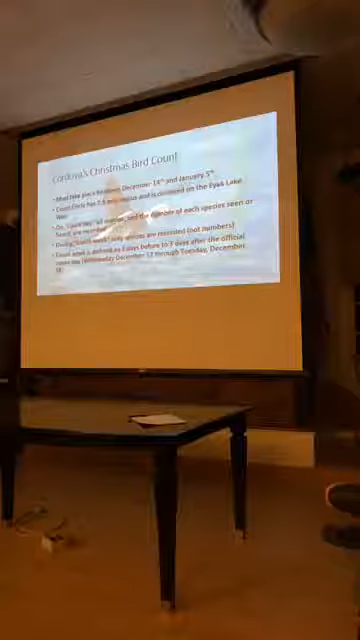 Cordova's Christmas Bird Count
• Must take place between December 14th and January 5th
• Count Circle has 7.5 mile radius and is centered on the Eyak Lake
Weir
• On "count day" all species and the number of each species seen or
heard are recorded
• During "count week" only species are recorded (not numbers)
• Count week is defined as 3 days before to 3 days after the official
count day (Wednesday December 12 through Tuesday, December
18)